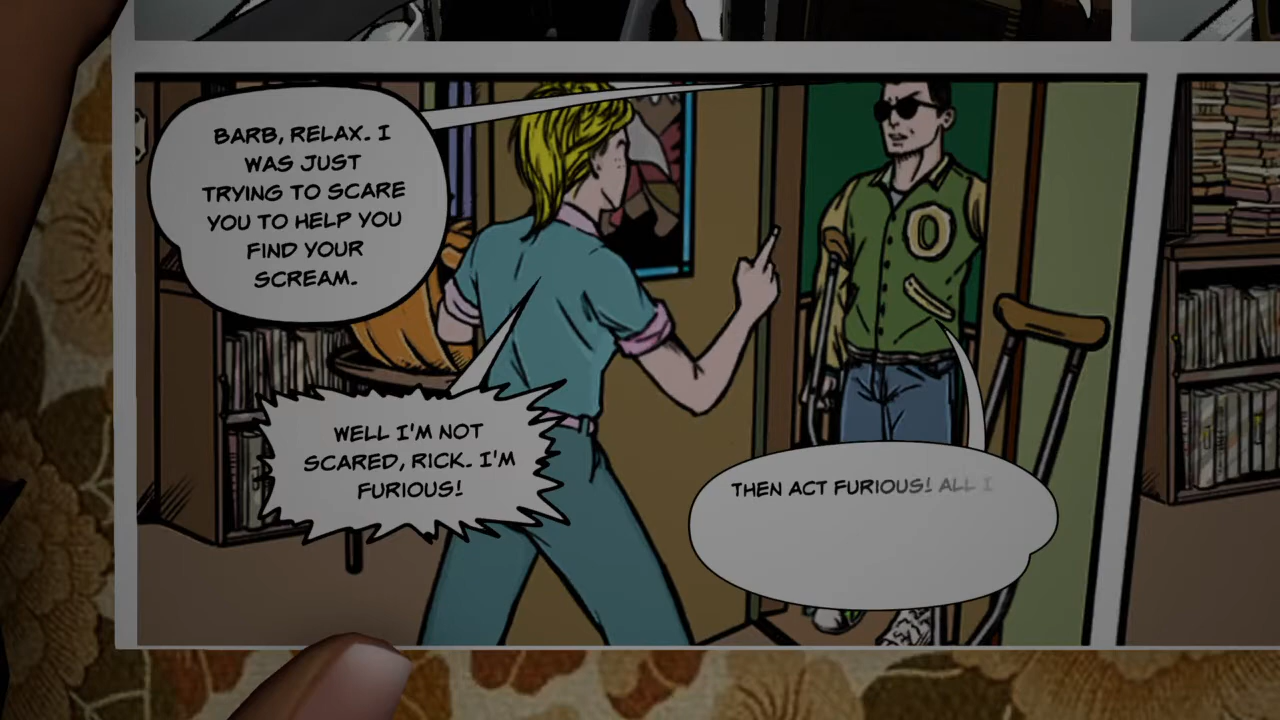 BARB, RELAX. I
WAS JUST
TRYING TO SCARE
YOU TO HELP YOU
FIND YOUR
SCREAM.
WELL I'M NOT
SCARED, RICK. I'M
FURIOUS!
O
THEN ACT FURIOUS! ALL I